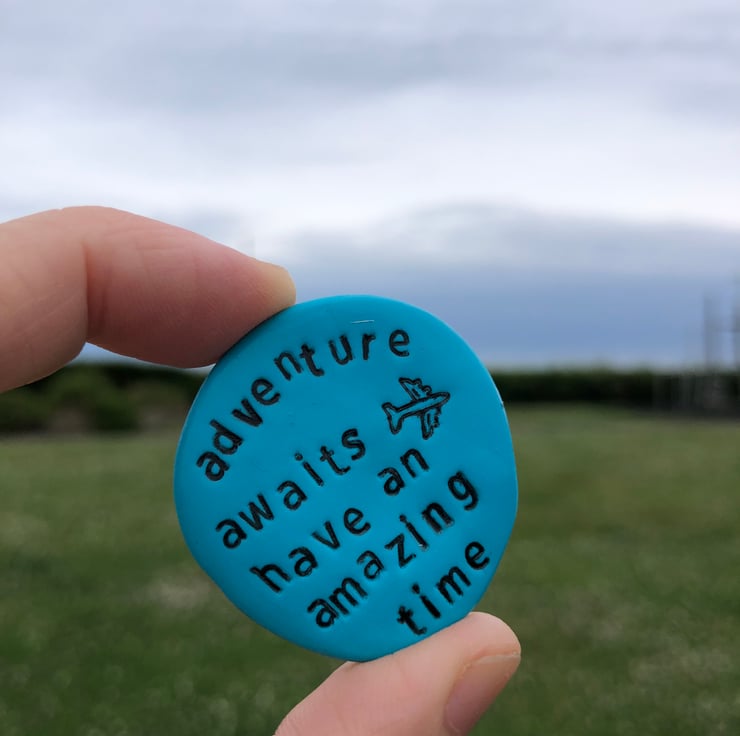 adventure
awaits
have an
amazing
time